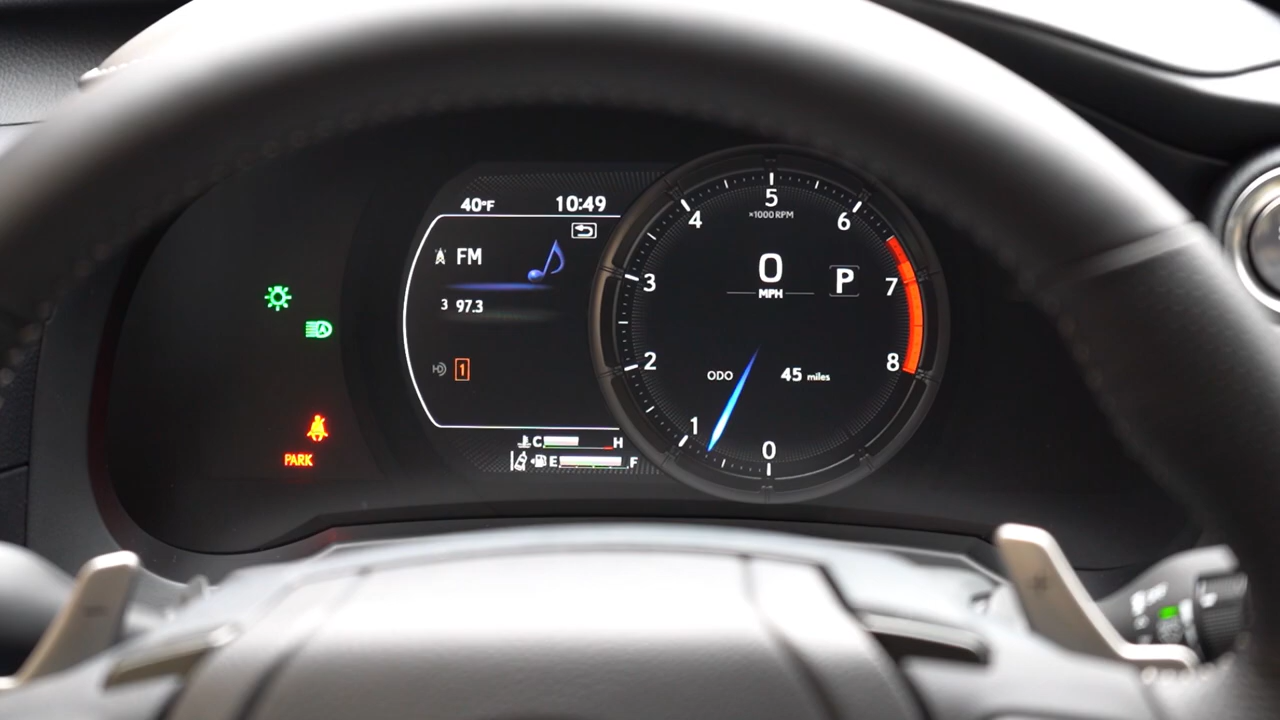 40°F 10:49
FM
3 97.3
HD 1
C H
E F
PARK
5
4 6
×1000 RPM
0
MPH
P
3 7
2 8
ODO 45 miles
1
0